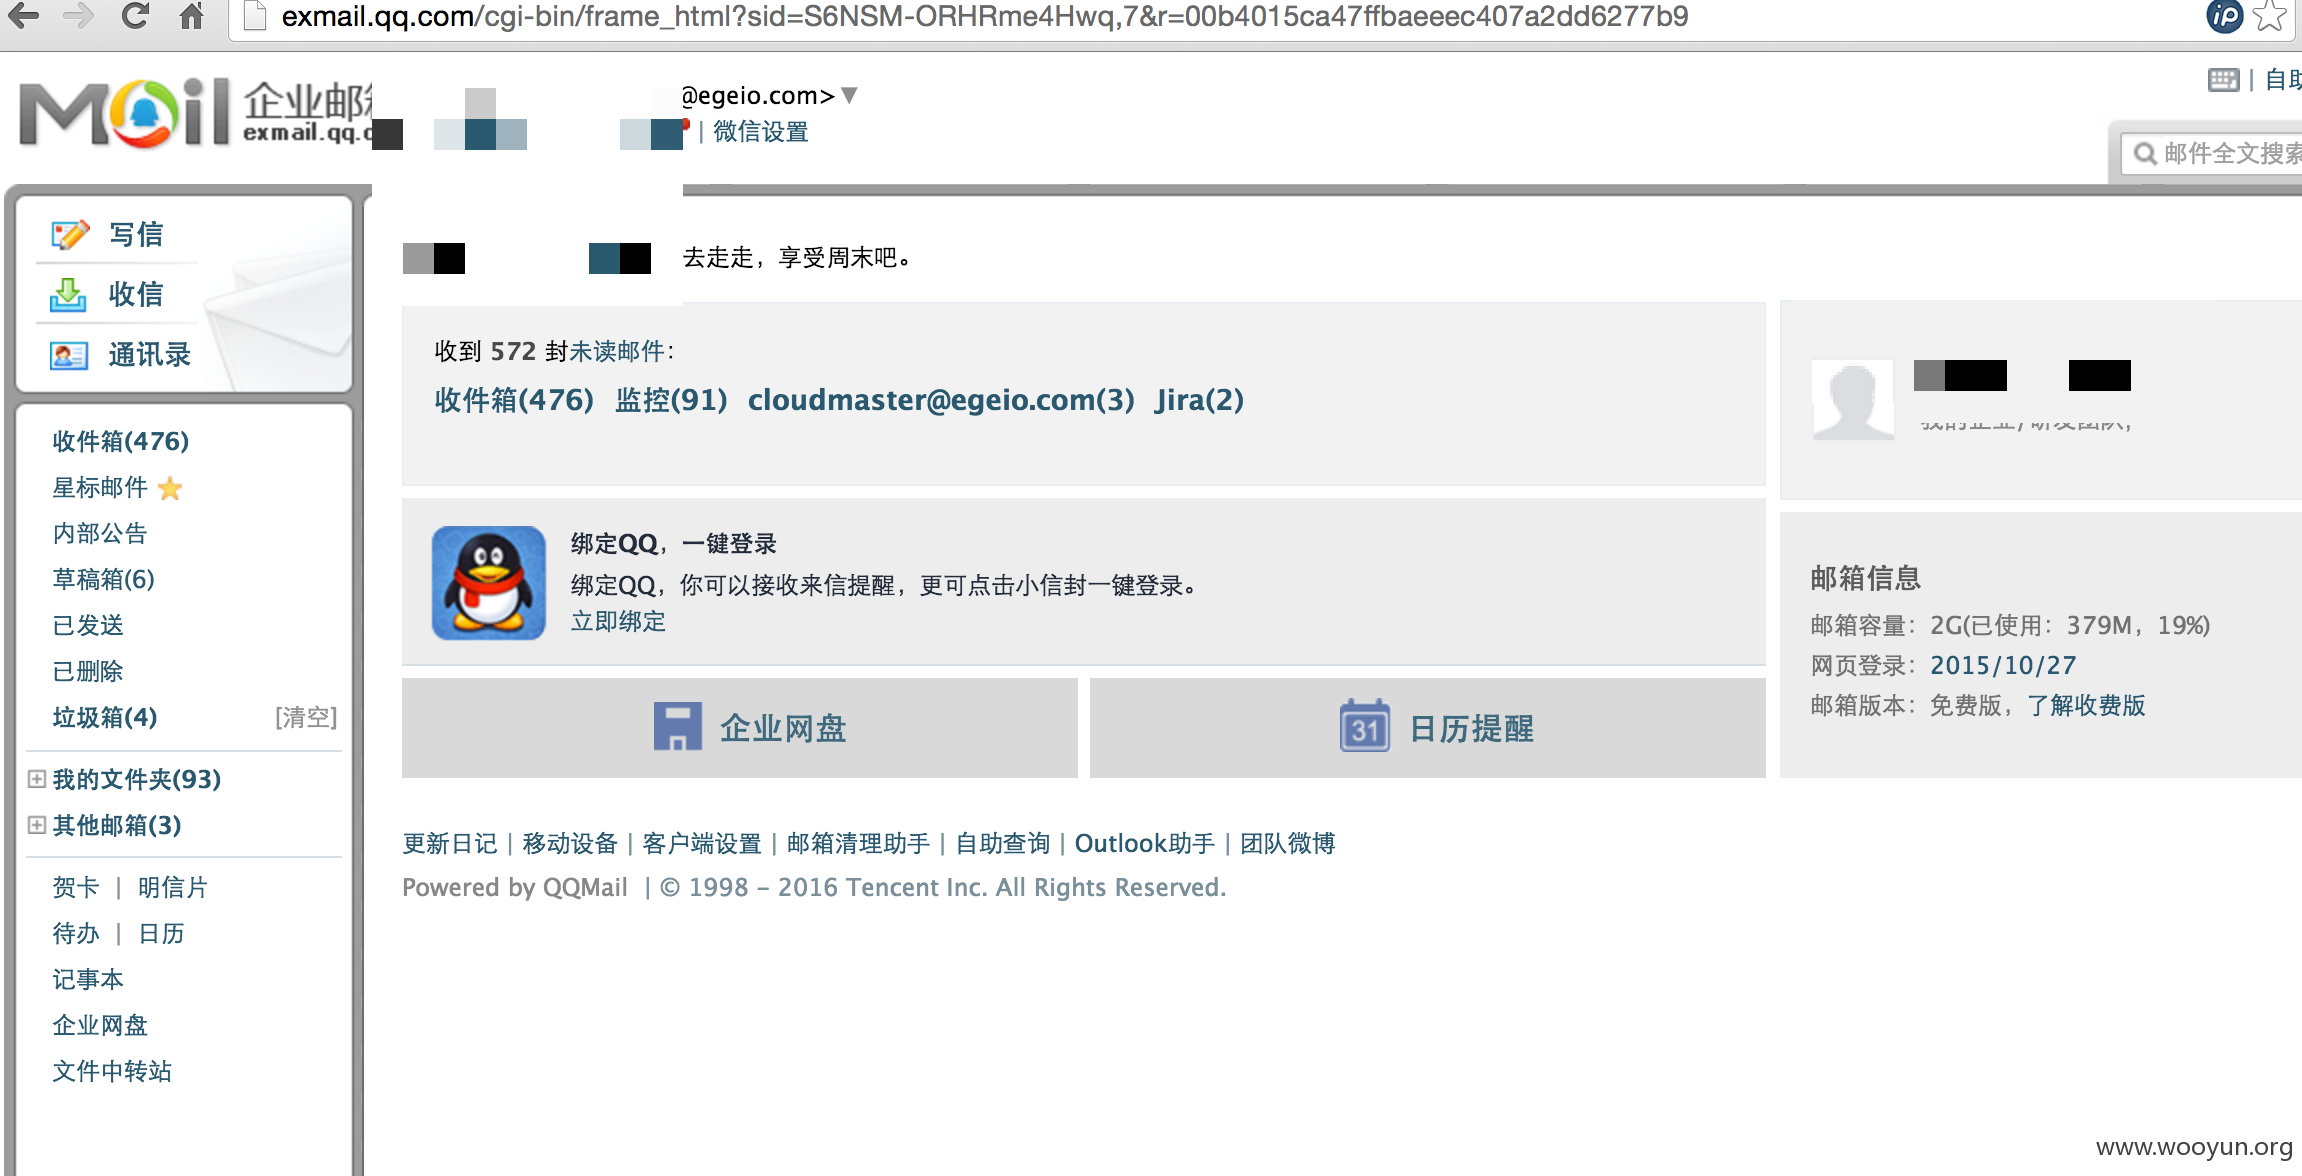 exmail.qq.com/cgi-bin/frame_html?sid=S6NSM-ORHRme4Hwq,7&r=00b4015ca47ffbaeeec407a2dd6277b9
Mail 企业邮
exmail.qq.c
@egeio.com>
| 微信设置
| 自助
邮件全文搜索
写信
收信
通讯录
收件箱(476)
星标邮件
内部公告
草稿箱(6)
已发送
已删除
垃圾箱(4) [清空]
我的文件夹(93)
其他邮箱(3)
贺卡 | 明信片
待办 | 日历
记事本
企业网盘
文件中转站
去走走，享受周末吧。
收到 572 封未读邮件：
收件箱(476) 监控(91) cloudmaster@egeio.com(3) Jira(2)
绑定QQ，一键登录
绑定QQ，你可以接收来信提醒，更可点击小信封一键登录。
立即绑定
企业网盘
31 日历提醒
我的企业/研发团队,
邮箱信息
邮箱容量：2G(已使用：379M，19%)
网页登录：2015/10/27
邮箱版本：免费版，了解收费版
更新日记 | 移动设备 | 客户端设置 | 邮箱清理助手 | 自助查询 | Outlook助手 | 团队微博
Powered by QQMail | © 1998 - 2016 Tencent Inc. All Rights Reserved.
www.wooyun.org